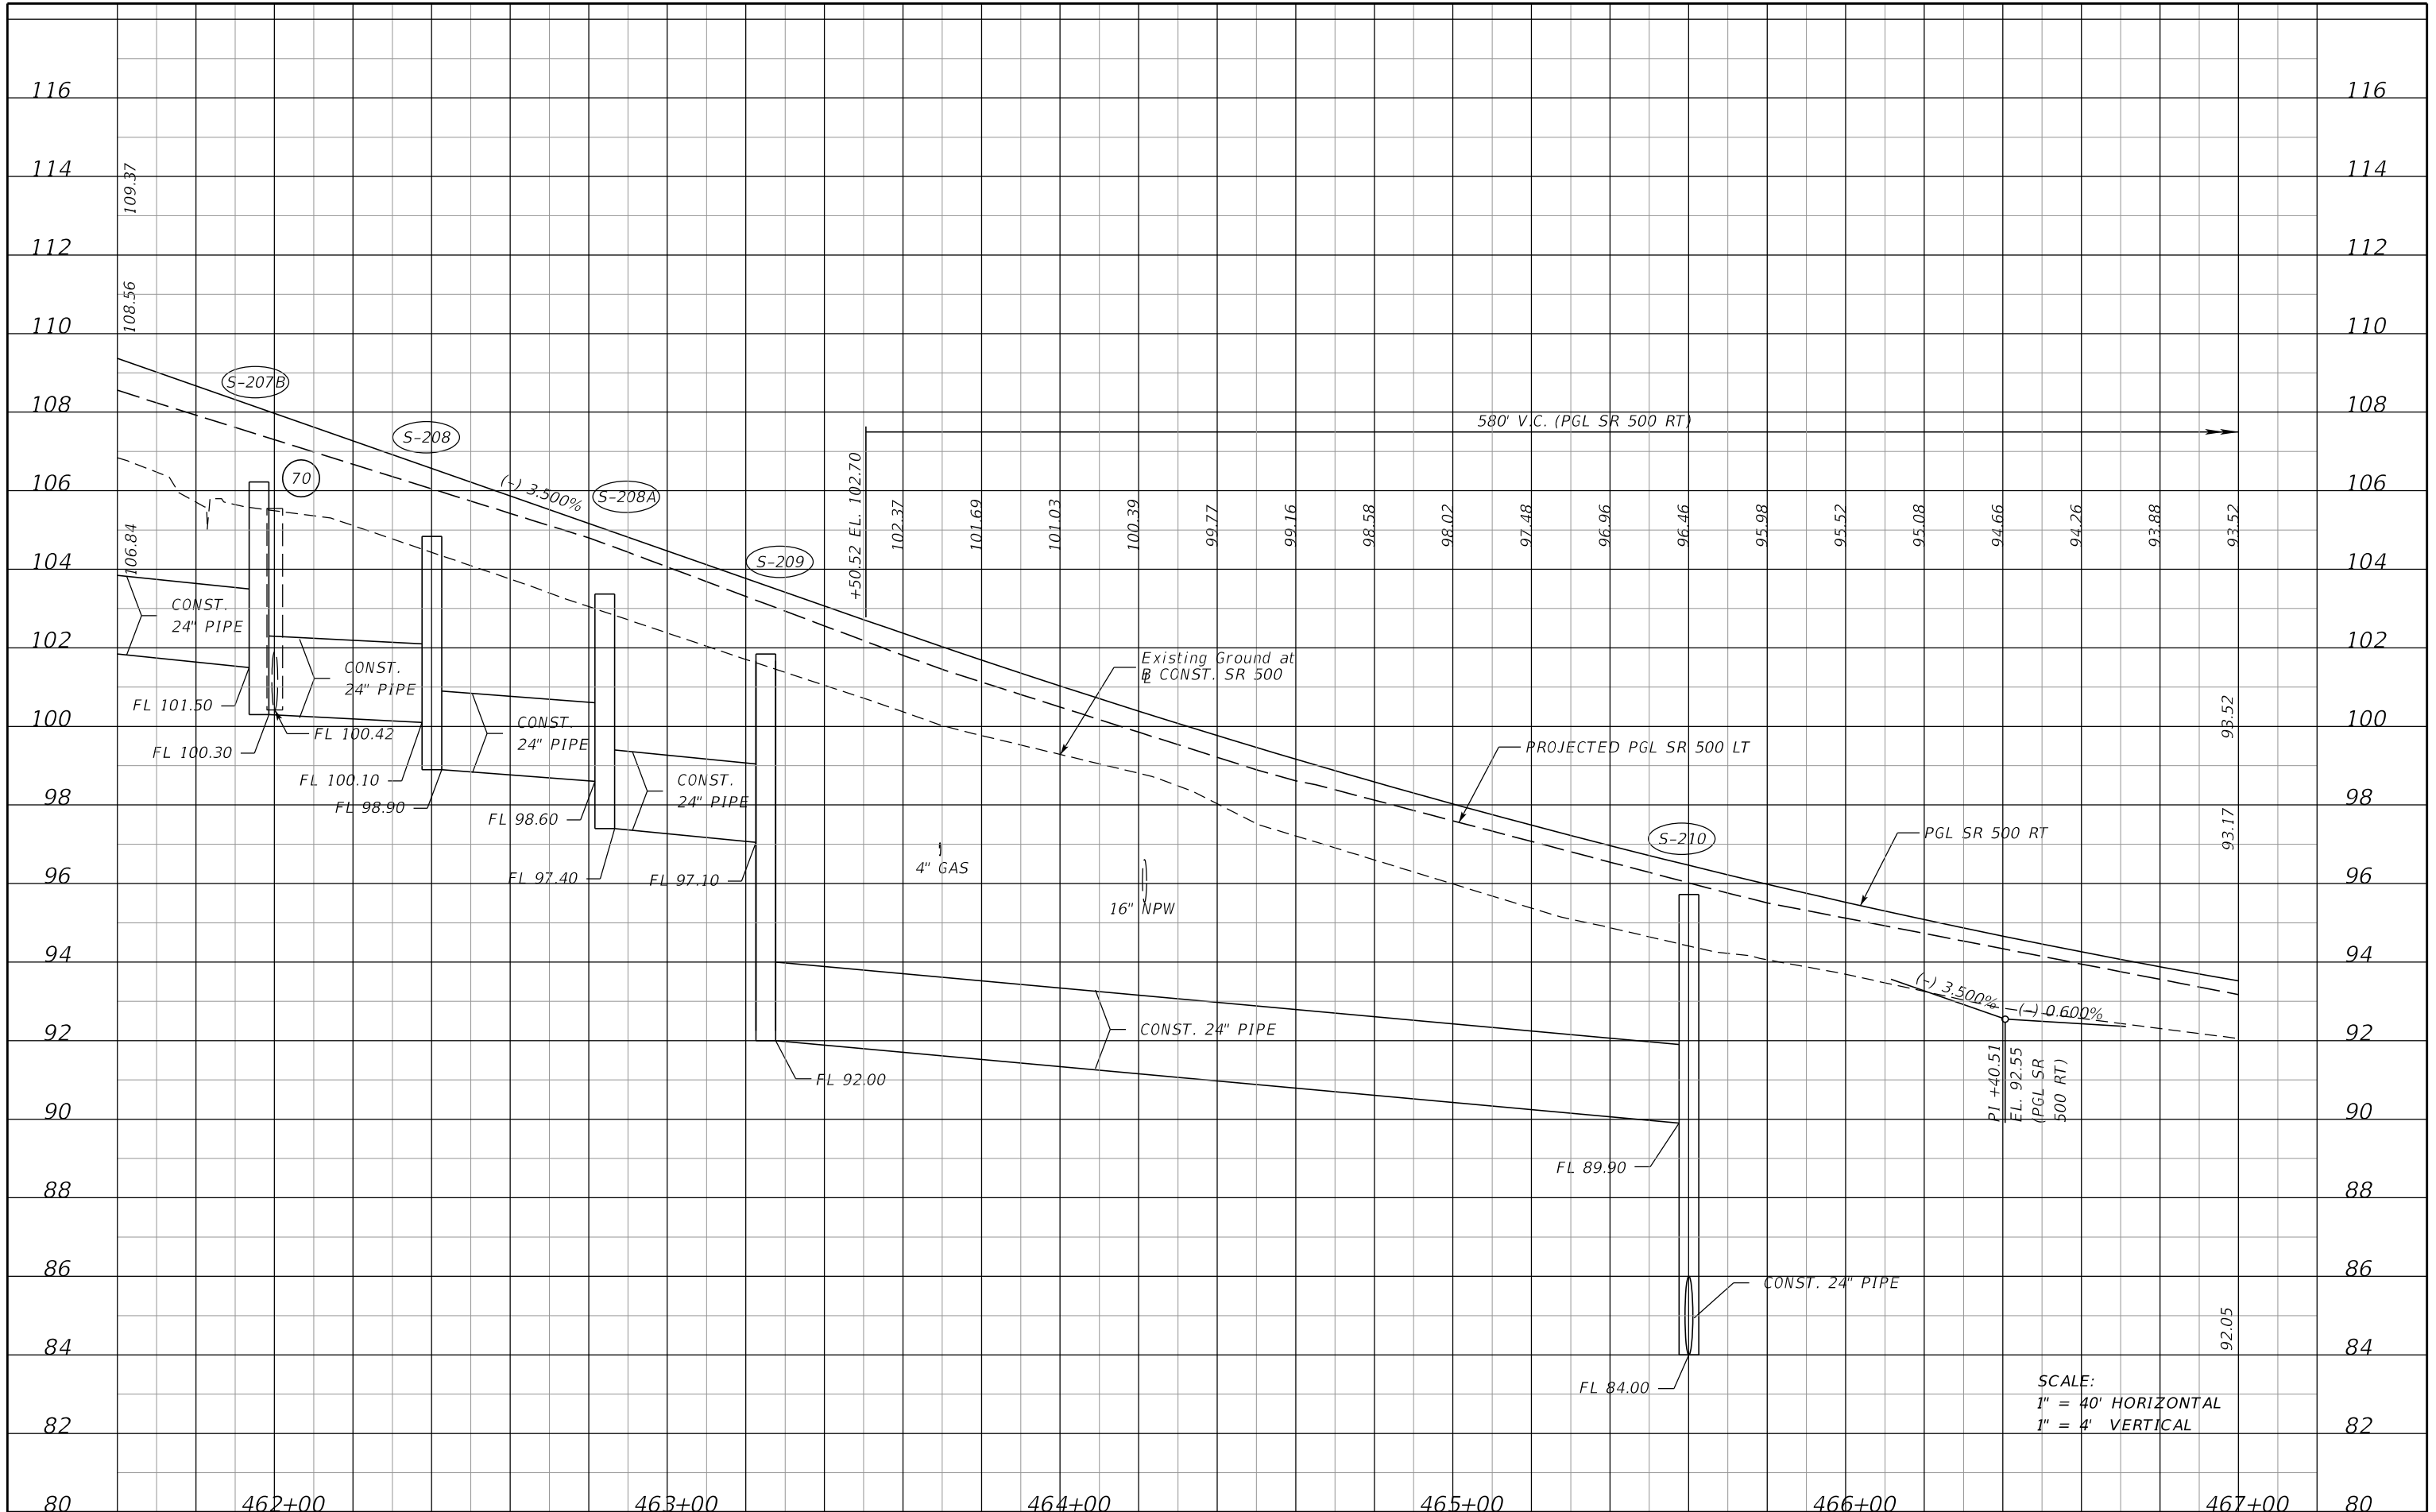 116 116
114 114
112 112
110 110
108 108
106 106
104 104
102 102
100 100
98 98
96 96
94 94
92 92
90 90
88 88
86 86
84 84
82 82
80 80
109.37
108.56
106.84
S-207B
S-208
70
S-208A
S-209
S-210
(-) 3.500%
580' V.C. (PGL SR 500 RT)
+50.52 EL. 102.70
102.37
101.69
101.03
100.39
99.77
99.16
98.58
98.02
97.48
96.96
96.46
95.98
95.52
95.08
94.66
94.26
93.88
93.52
CONST.
24" PIPE
FL 101.50
FL 100.30
CONST.
24" PIPE
FL 100.42
FL 100.10
FL 98.90
CONST.
24" PIPE
FL 98.60
FL 97.40
CONST.
24" PIPE
FL 97.10
4" GAS
16" NPW
Existing Ground at
BL CONST. SR 500
PROJECTED PGL SR 500 LT
PGL SR 500 RT
93.52
93.17
92.05
FL 92.00
CONST. 24" PIPE
FL 89.90
CONST. 24" PIPE
FL 84.00
(-) 3.500%
(-) 0.600%
PI +40.51
EL. 92.55
(PGL SR
500 RT)
SCALE:
1" = 40' HORIZONTAL
1" = 4' VERTICAL
462+00 463+00 464+00 465+00 466+00 467+00